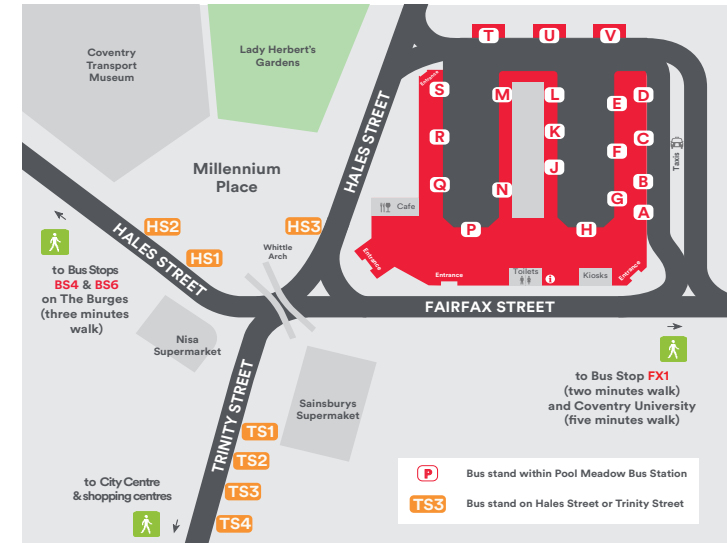 Coventry
Transport
Museum
Lady Herbert's
Gardens
T
U
V
Entrance
S
M
L
E
D
R
K
C
F
J
Taxis
Q
N
B
G
A
P
H
Cafe
HALES STREET
Millennium
Place
HS2
HS3
HS1
HALES STREET
Whittle
Arch
Entrance
Entrance
Toilets
i
Kiosks
Entrance
FAIRFAX STREET
to Bus Stops
BS4 & BS6
on The Burges
(three minutes
walk)
Nisa
Supermarket
TRINITY STREET
Sainsburys
Supermaket
TS1
TS2
TS3
TS4
to City Centre
& shopping centres
to Bus Stop FX1
(two minutes walk)
and Coventry University
(five minutes walk)
P Bus stand within Pool Meadow Bus Station
TS3 Bus stand on Hales Street or Trinity Street